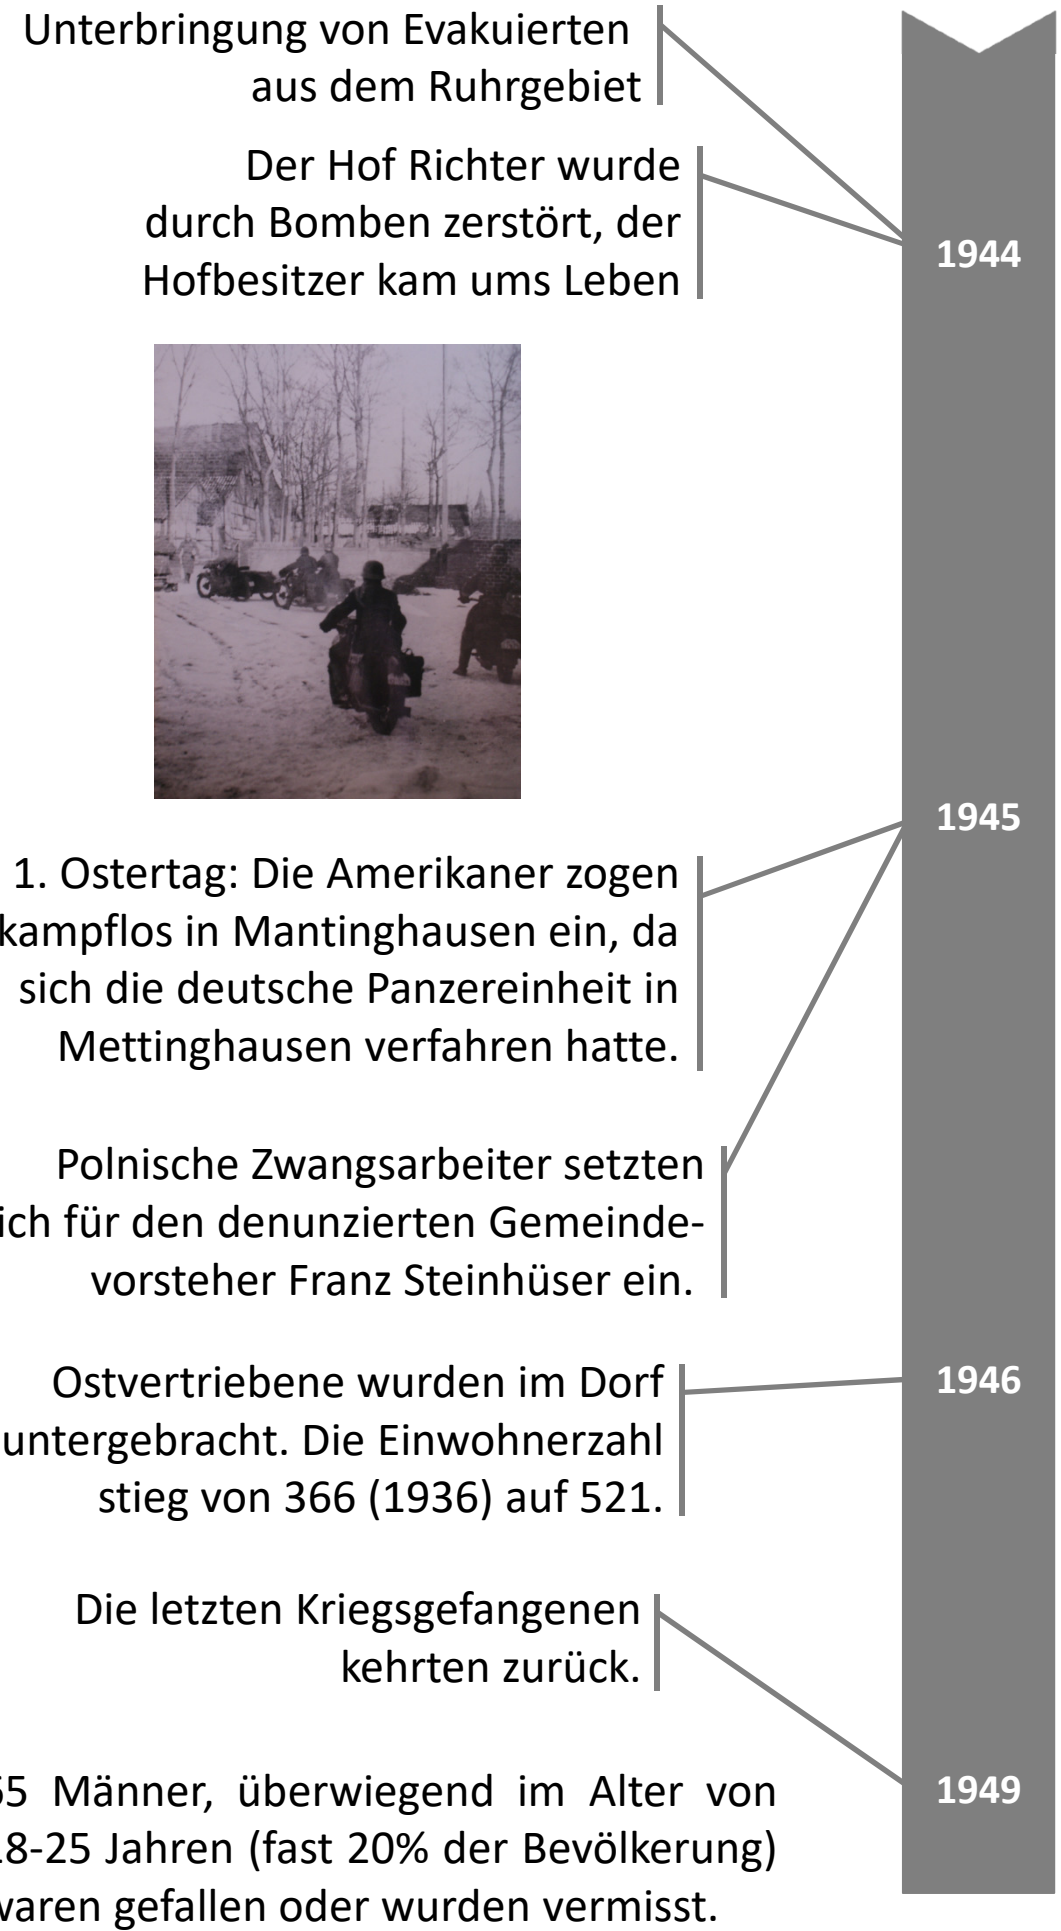 Unterbringung von Evakuierten
aus dem Ruhrgebiet
Der Hof Richter wurde
durch Bomben zerstört, der
Hofbesitzer kam ums Leben
1944
1945
1. Ostertag: Die Amerikaner zogen
kampflos in Mantinghausen ein, da
sich die deutsche Panzereinheit in
Mettinghausen verfahren hatte.
Polnische Zwangsarbeiter setzten
ich für den denunzierten Gemeinde-
vorsteher Franz Steinhüser ein.
Ostvertriebene wurden im Dorf
untergebracht. Die Einwohnerzahl
stieg von 366 (1936) auf 521.
1946
Die letzten Kriegsgefangenen
kehrten zurück.
1949
Männer, überwiegend im Alter von
18-25 Jahren (fast 20% der Bevölkerung)
waren gefallen oder wurden vermisst.